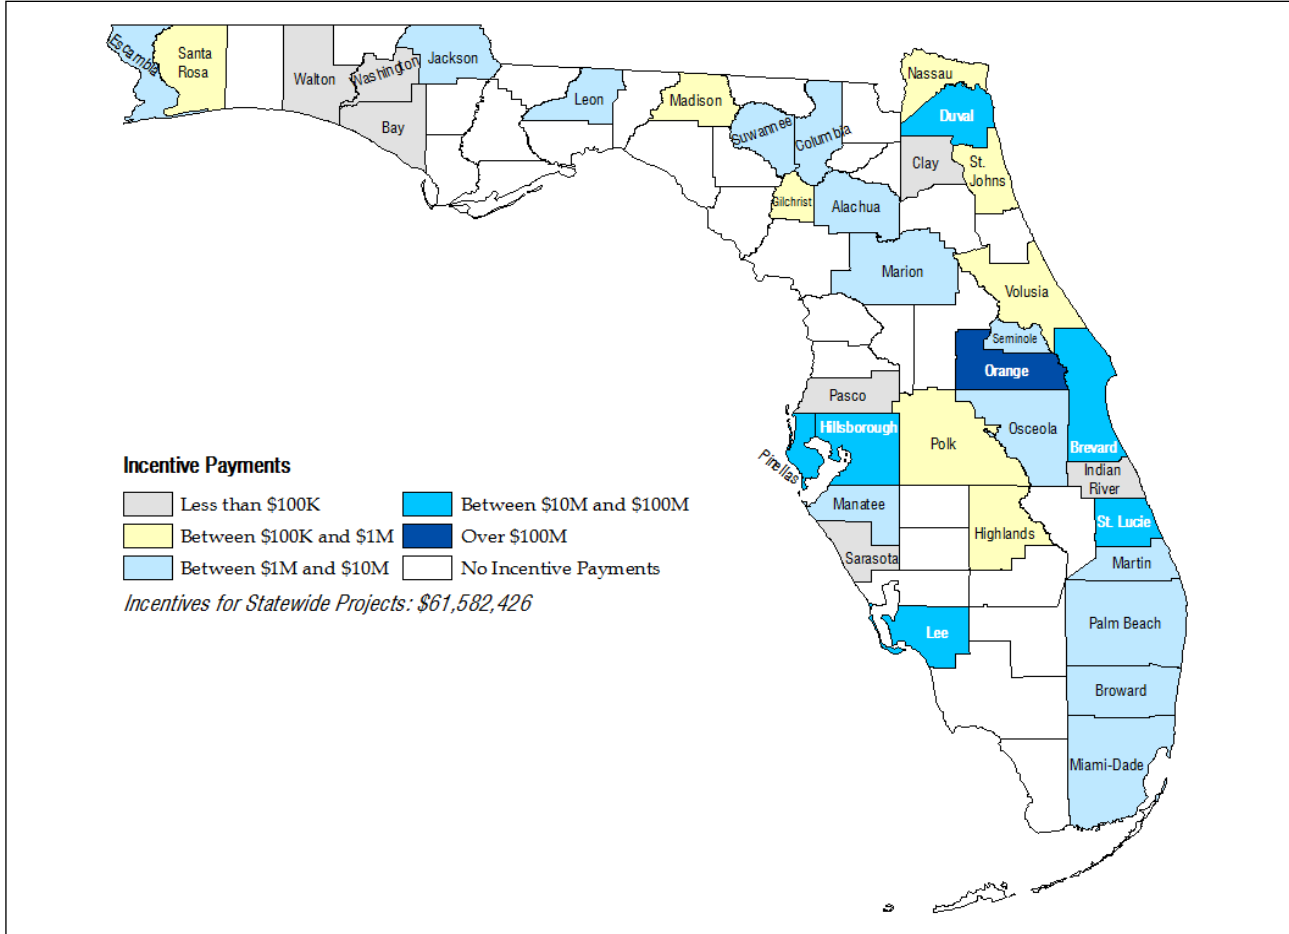 Escambia
Santa
Rosa
Walton
Washington
Jackson
Bay
Leon
Madison
Suwannee
Columbia
Nassau
Duval
Clay
St.
Johns
Gilchrist
Alachua
Marion
Volusia
Seminole
Orange
Pasco
Hillsborough
Pinellas
Polk
Osceola
Brevard
Indian
River
Manatee
Sarasota
Highlands
St. Lucie
Martin
Lee
Palm Beach
Broward
Miami-Dade
Incentive Payments
Less than $100K
Between $10M and $100M
Between $100K and $1M
Over $100M
Between $1M and $10M
No Incentive Payments
Incentives for Statewide Projects: $61,582,426